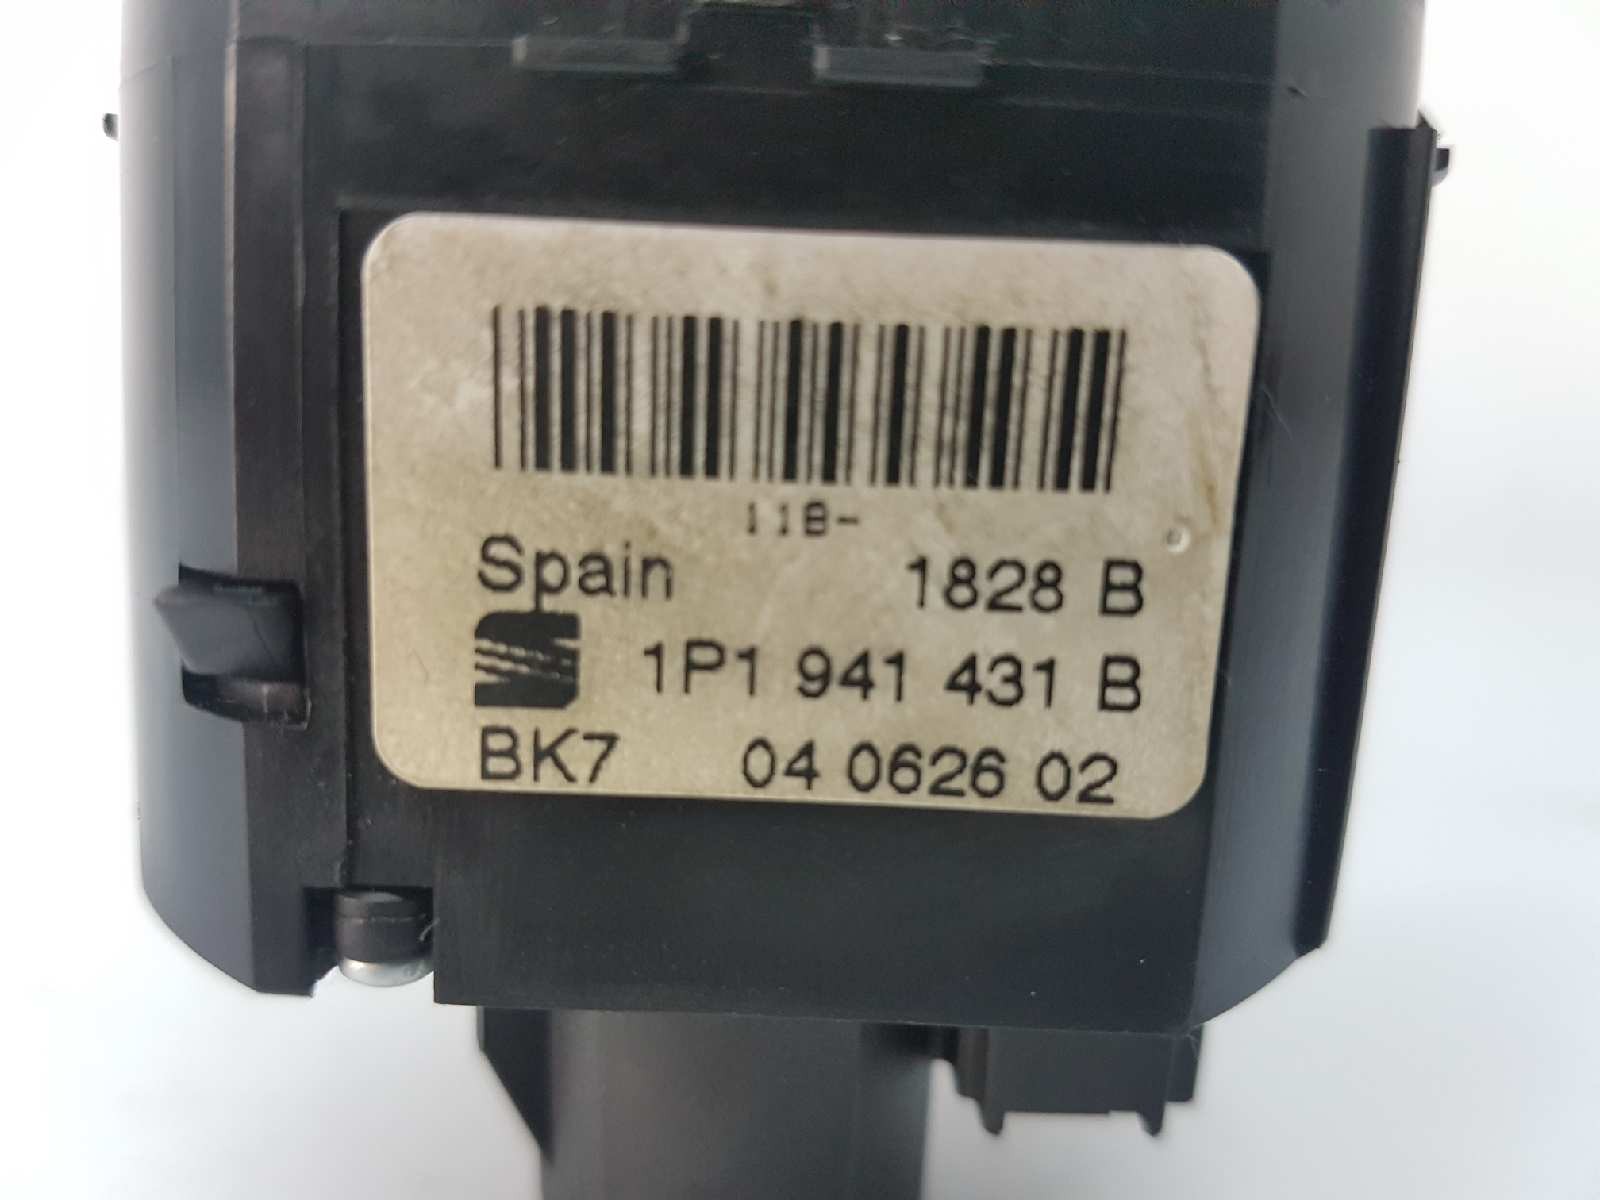 11B-
Spain 1828 B
1P1 941 431 B
BK7 04 0626 02